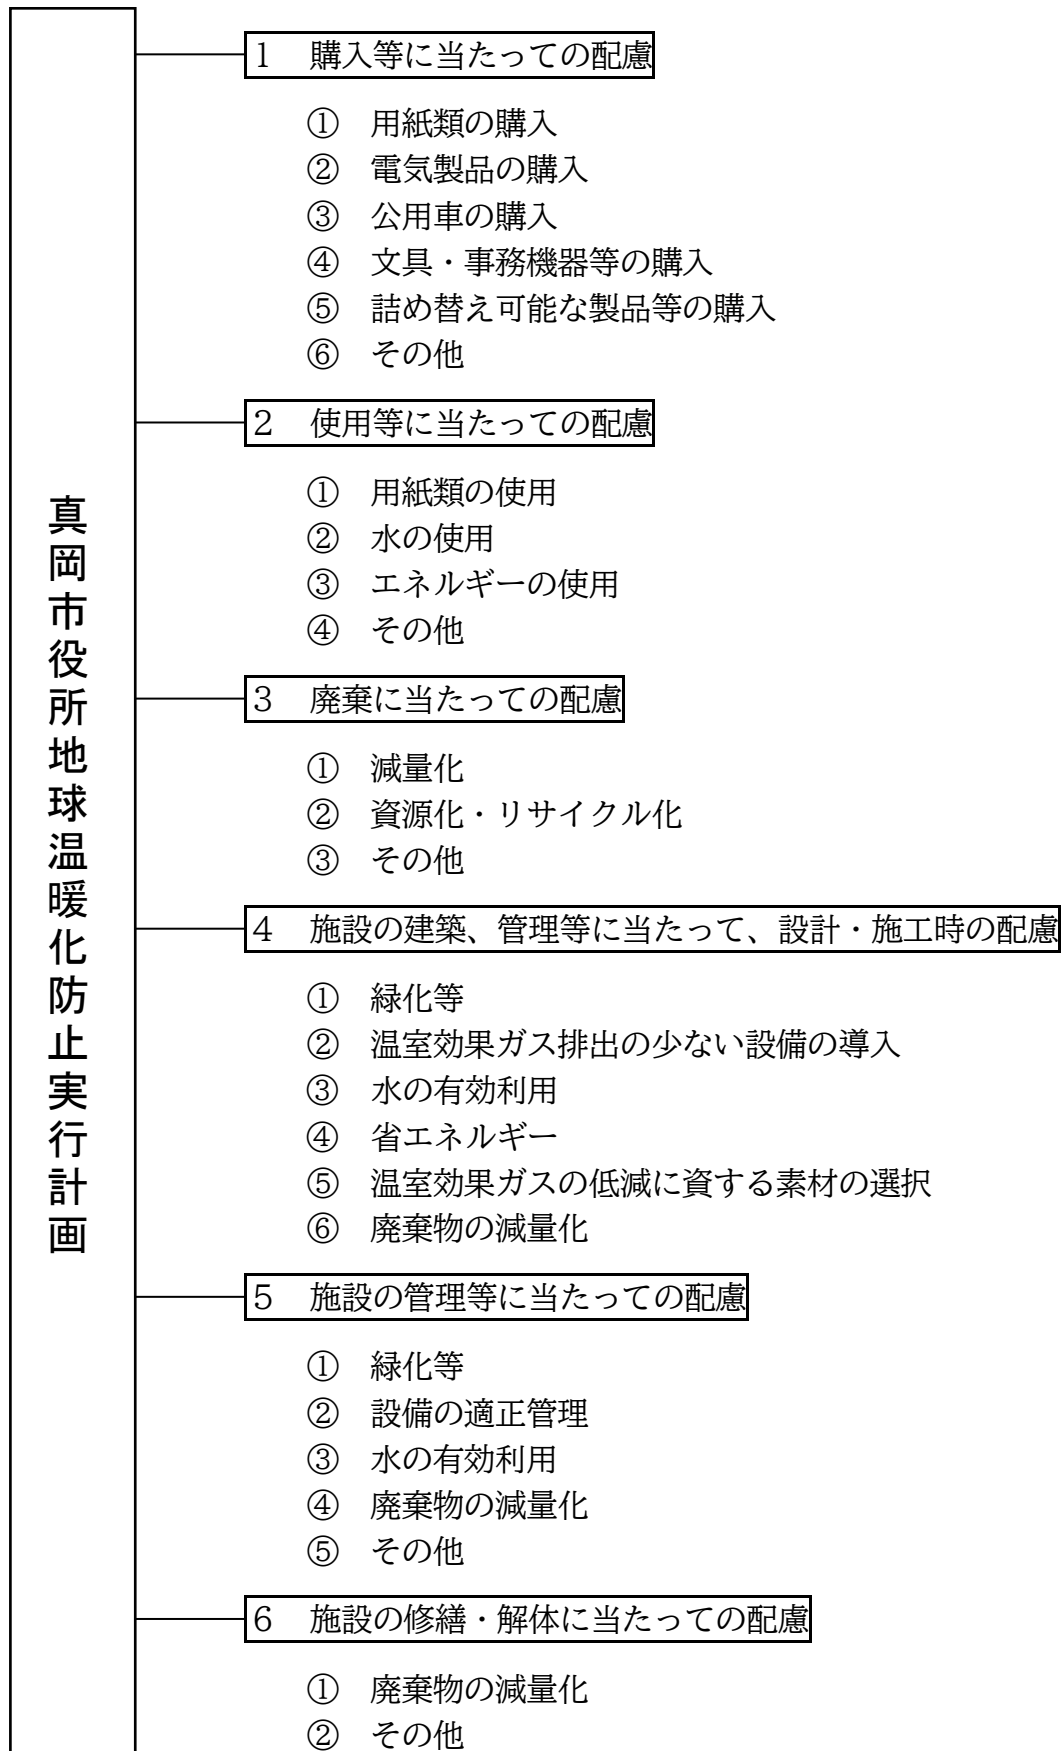 真岡市役所地球温暖化防止実行計画
1 購入等に当たっての配慮
① 用紙類の購入
② 電気製品の購入
③ 公用車の購入
④ 文具・事務機器等の購入
⑤ 詰め替え可能な製品等の購入
⑥ その他
2 使用等に当たっての配慮
① 用紙類の使用
② 水の使用
③ エネルギーの使用
④ その他
3 廃棄に当たっての配慮
① 減量化
② 資源化・リサイクル化
③ その他
4 施設の建築、管理等に当たって、設計・施工時の配慮
① 緑化等
② 温室効果ガス排出の少ない設備の導入
③ 水の有効利用
④ 省エネルギー
⑤ 温室効果ガスの低減に資する素材の選択
⑥ 廃棄物の減量化
5 施設の管理等に当たっての配慮
① 緑化等
② 設備の適正管理
③ 水の有効利用
④ 廃棄物の減量化
⑤ その他
6 施設の修繕・解体に当たっての配慮
① 廃棄物の減量化
② その他